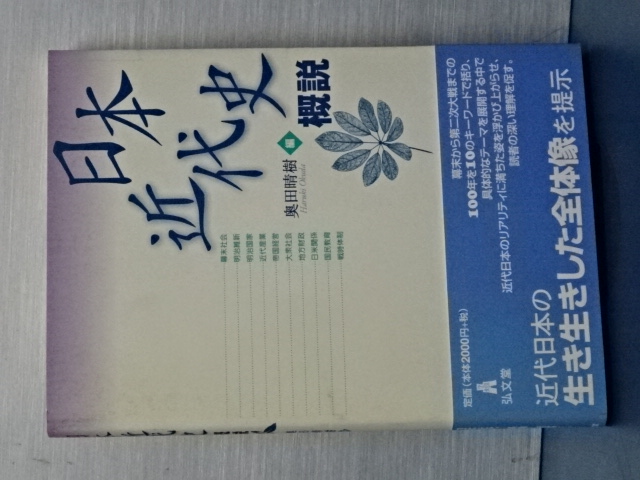 日本
近代史
概説
奥田晴樹 編
Haruki Okuda
幕末社会
明治維新
明治国家
近代産業
帝国経営
大衆社会
地方財政
日米関係
国民教育
戦時体制
幕末から第二次大戦までの
100年を10のキーワードで括り、
具体的なテーマを展開する中で
近代日本のリアリティに満ちた姿を浮かび上がらせ、
読者の深い理解を促す。
近代日本の
生き生きした全体像を提示
定価(本体2000円+税)
弘文堂